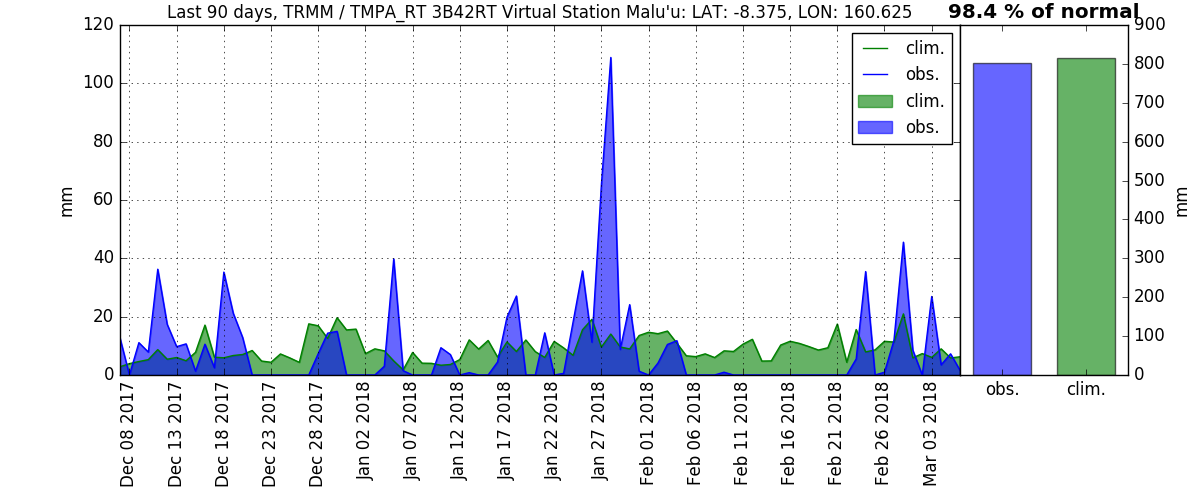 Last 90 days, TRMM / TMPA_RT 3B42RT Virtual Station Malu'u: LAT: -8.375, LON: 160.625
98.4 % of normal
mm
120
100
80
60
40
20
0
clim.
obs.
clim.
obs.
Dec 08 2017
Dec 13 2017
Dec 18 2017
Dec 23 2017
Dec 28 2017
Jan 02 2018
Jan 07 2018
Jan 12 2018
Jan 17 2018
Jan 22 2018
Jan 27 2018
Feb 01 2018
Feb 06 2018
Feb 11 2018
Feb 16 2018
Feb 21 2018
Feb 26 2018
Mar 03 2018
obs.
clim.
900
800
700
600
500
400
300
200
100
0
mm